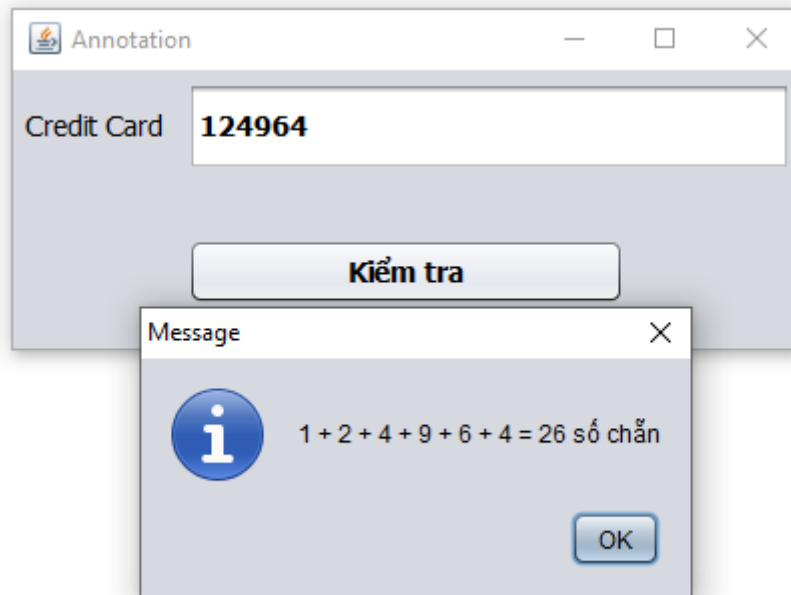 Annotation
Credit Card 124964
Kiểm tra
Message
1 + 2 + 4 + 9 + 6 + 4 = 26 số chẵn
OK